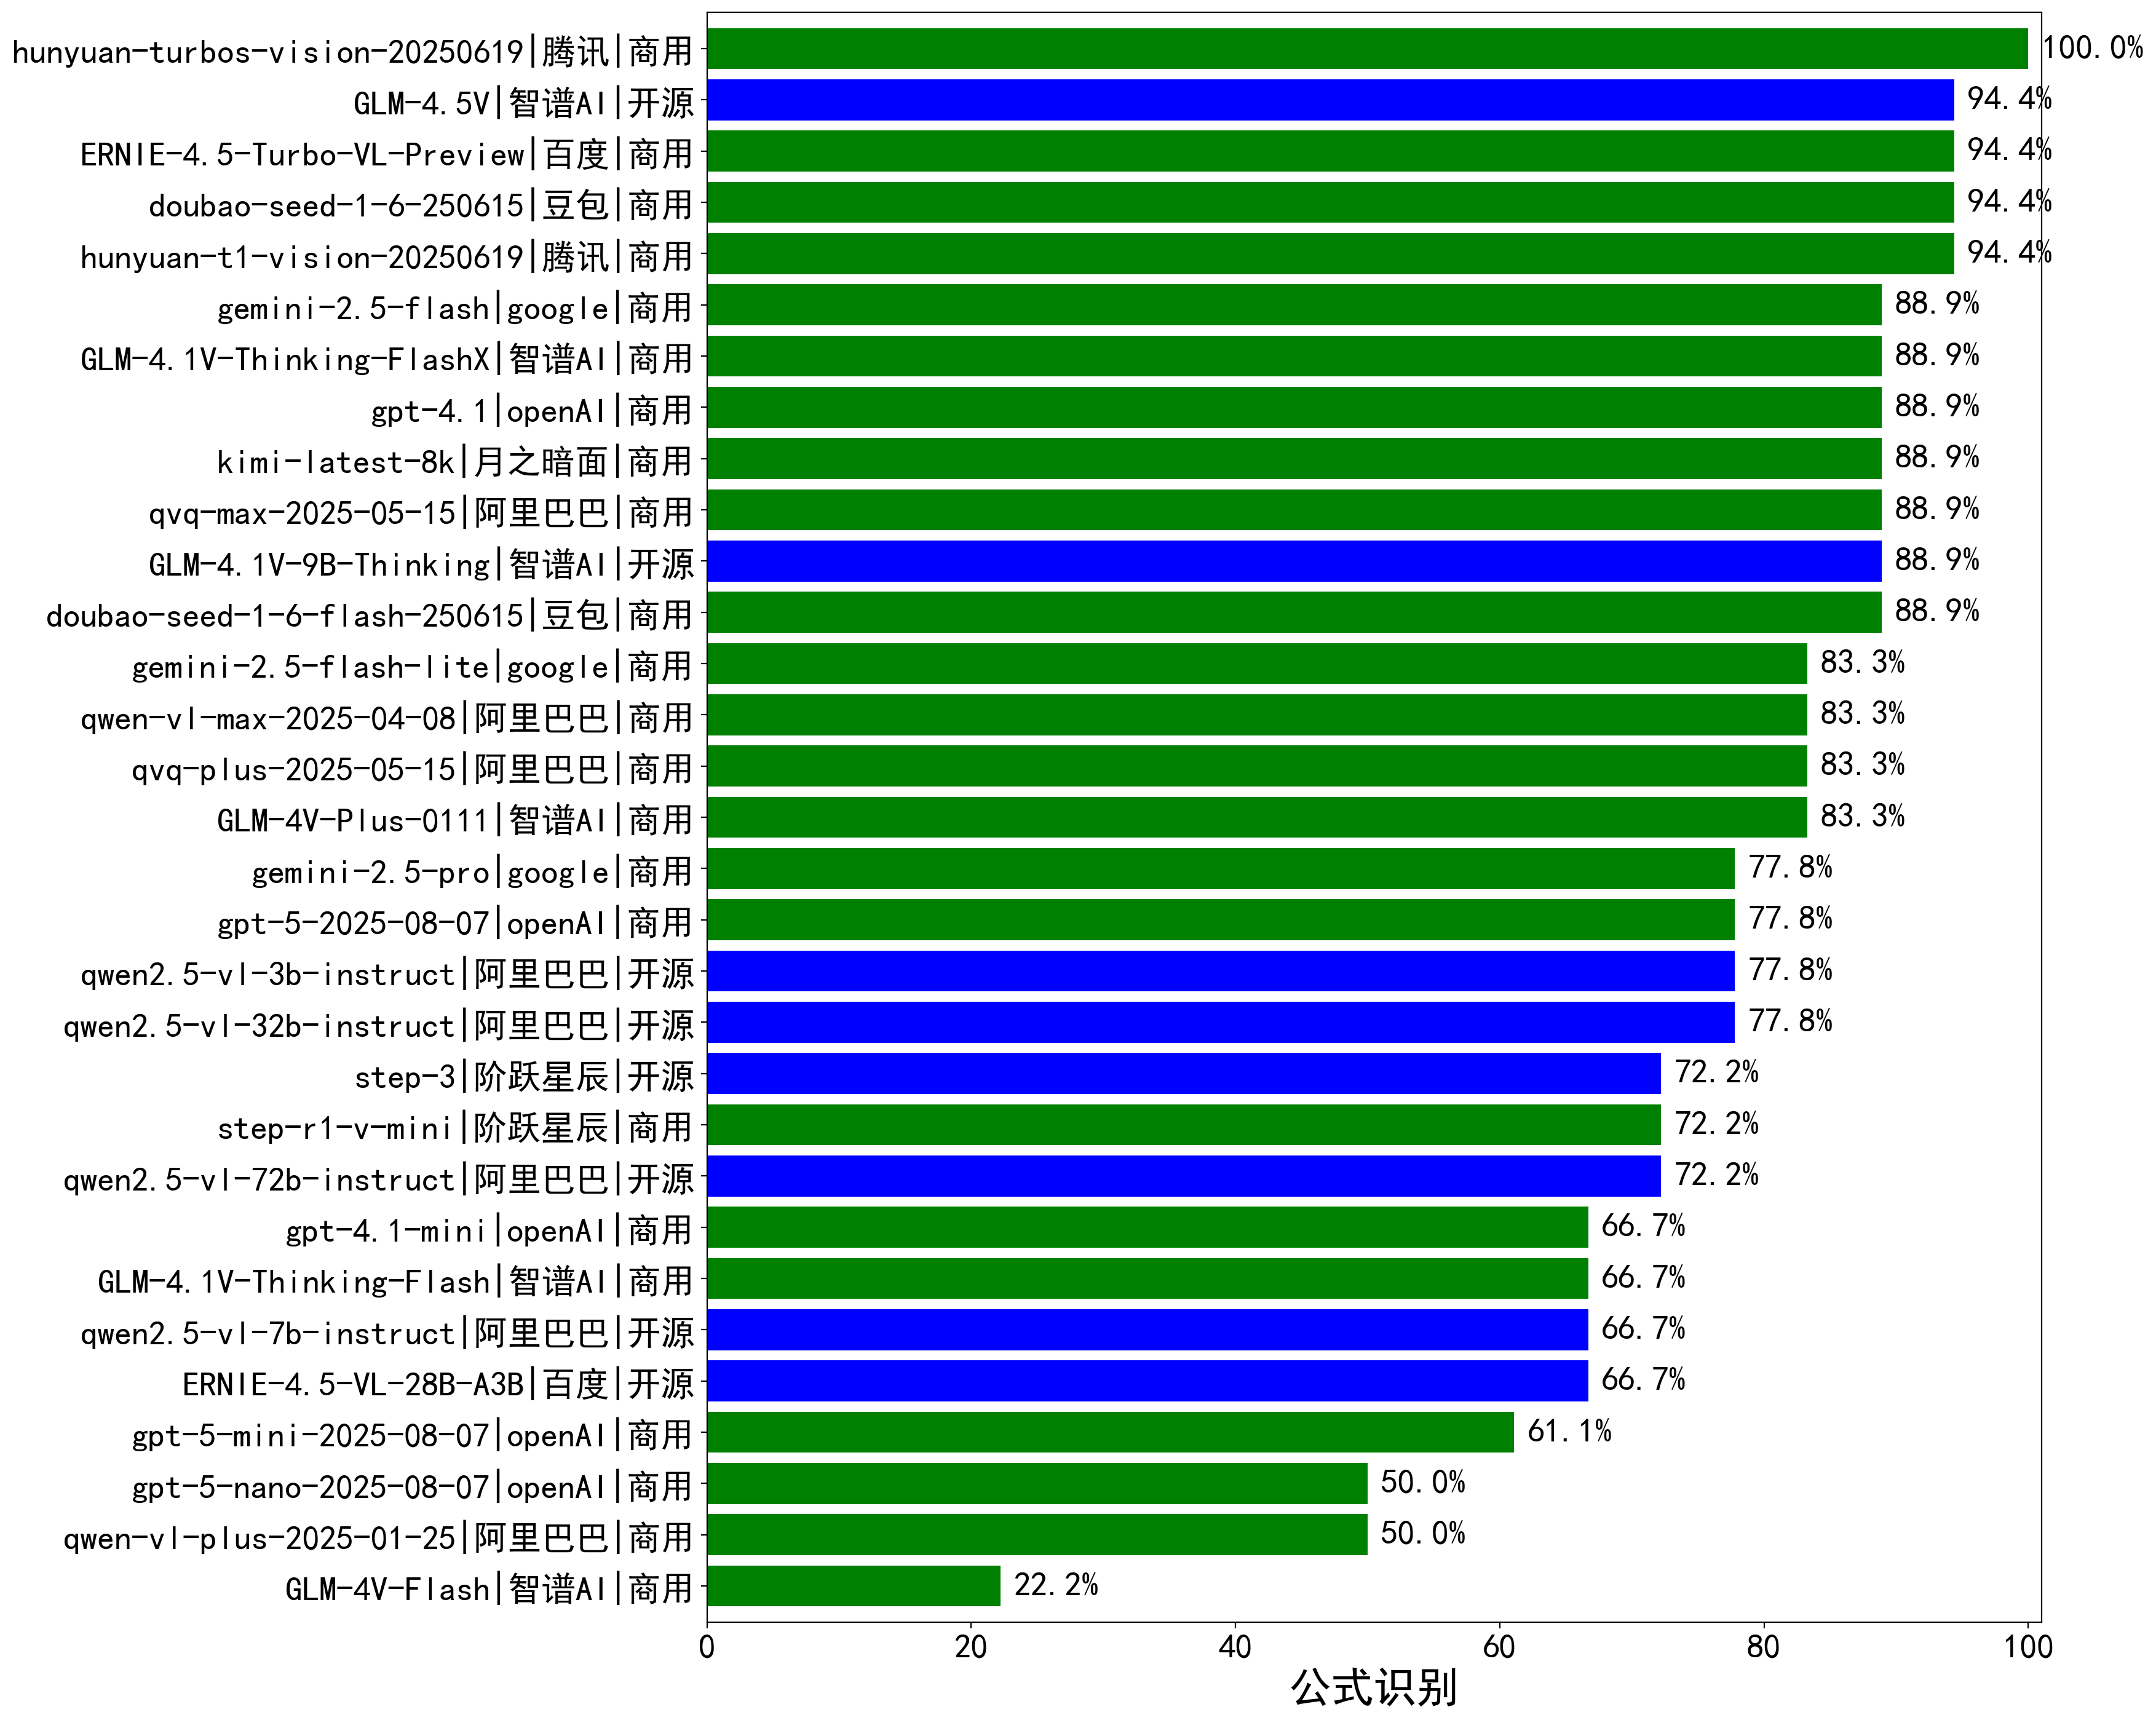 hunyuan-turbos-vision-20250619|腾讯|商用 100.0%
GLM-4.5V|智谱AI|开源 94.4%
ERNIE-4.5-Turbo-VL-Preview|百度|商用 94.4%
doubao-seed-1-6-250615|豆包|商用 94.4%
hunyuan-t1-vision-20250619|腾讯|商用 94.4%
gemini-2.5-flash|google|商用 88.9%
GLM-4.1V-Thinking-FlashX|智谱AI|商用 88.9%
gpt-4.1|openAI|商用 88.9%
kimi-latest-8k|月之暗面|商用 88.9%
qvq-max-2025-05-15|阿里巴巴|商用 88.9%
GLM-4.1V-9B-Thinking|智谱AI|开源 88.9%
doubao-seed-1-6-flash-250615|豆包|商用 88.9%
gemini-2.5-flash-lite|google|商用 83.3%
qwen-vl-max-2025-04-08|阿里巴巴|商用 83.3%
qvq-plus-2025-05-15|阿里巴巴|商用 83.3%
GLM-4V-Plus-0111|智谱AI|商用 83.3%
gemini-2.5-pro|google|商用 77.8%
gpt-5-2025-08-07|openAI|商用 77.8%
qwen2.5-vl-3b-instruct|阿里巴巴|开源 77.8%
qwen2.5-vl-32b-instruct|阿里巴巴|开源 77.8%
step-3|阶跃星辰|开源 72.2%
step-r1-v-mini|阶跃星辰|商用 72.2%
qwen2.5-vl-72b-instruct|阿里巴巴|开源 72.2%
gpt-4.1-mini|openAI|商用 66.7%
GLM-4.1V-Thinking-Flash|智谱AI|商用 66.7%
qwen2.5-vl-7b-instruct|阿里巴巴|开源 66.7%
ERNIE-4.5-VL-28B-A3B|百度|开源 66.7%
gpt-5-mini-2025-08-07|openAI|商用 61.1%
gpt-5-nano-2025-08-07|openAI|商用 50.0%
qwen-vl-plus-2025-01-25|阿里巴巴|商用 50.0%
GLM-4V-Flash|智谱AI|商用 22.2%
0 20 40 60 80 100
公式识别